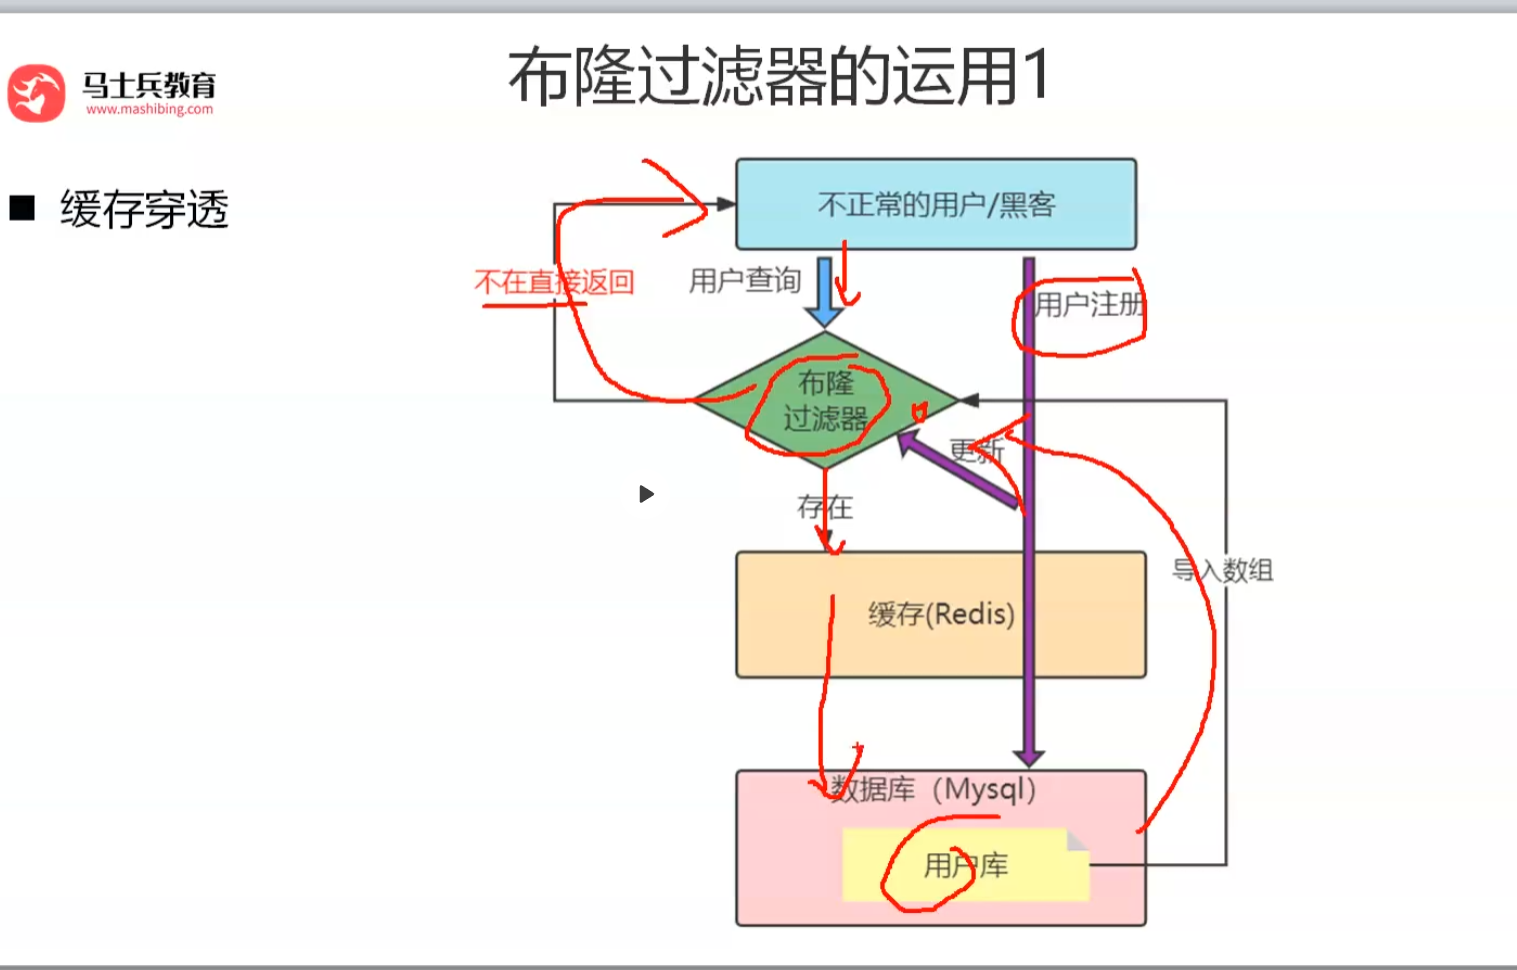 布隆过滤器的运用1
马士兵教育
www.mashibing.com
缓存穿透
不正常的用户/黑客
不在直接返回
用户查询
用户注册
布隆
过滤器
更新
存在
导入数组
缓存(Redis)
数据库（Mysql）
用户库